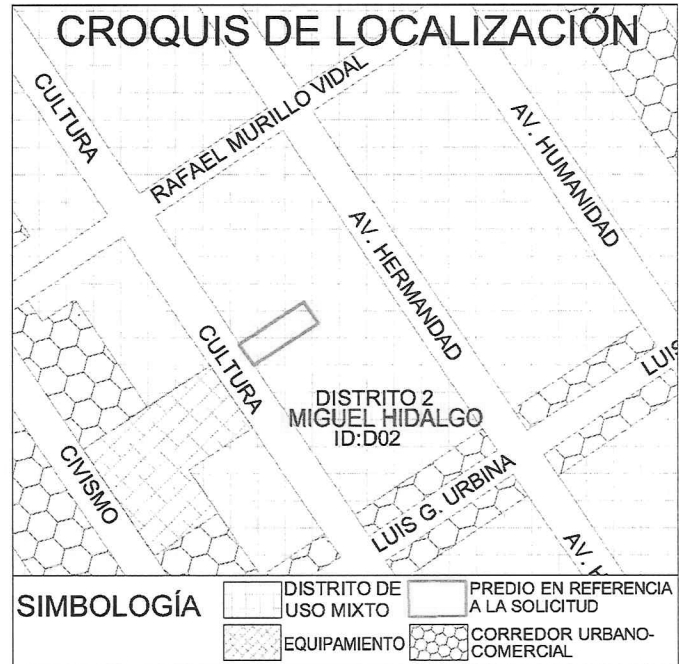 CROQUIS DE LOCALIZACIÓN
CULTURA
RAFAEL MURILLO VIDAL
AV. HUMANIDAD
AV. HERMANDAD
CULTURA
LUIS
DISTRITO 2
MIGUEL HIDALGO
ID:D02
CIVISMO
LUIS G. URBINA
AV. H
SIMBOLOGÍA
DISTRITO DE
USO MIXTO
PREDIO EN REFERENCIA
A LA SOLICITUD
EQUIPAMIENTO
CORREDOR URBANO-
COMERCIAL